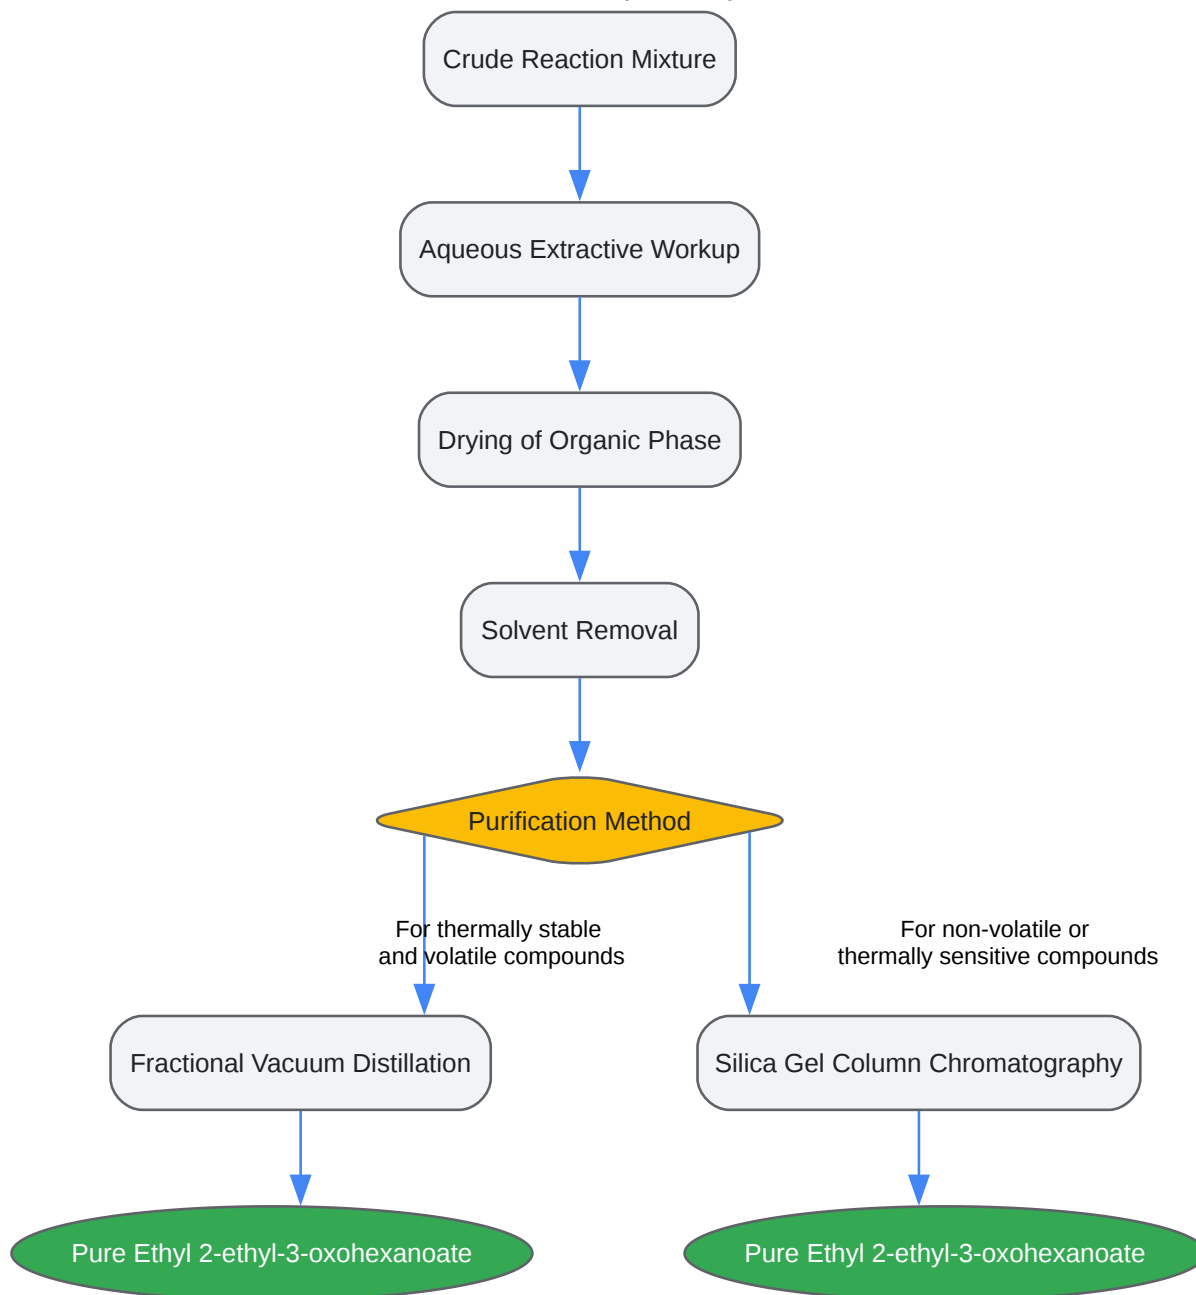 Crude Reaction Mixture
Aqueous Extractive Workup
Drying of Organic Phase
Solvent Removal
Purification Method
For thermally stable
and volatile compounds
For non-volatile or
thermally sensitive compounds
Fractional Vacuum Distillation
Silica Gel Column Chromatography
Pure Ethyl 2-ethyl-3-oxohexanoate
Pure Ethyl 2-ethyl-3-oxohexanoate